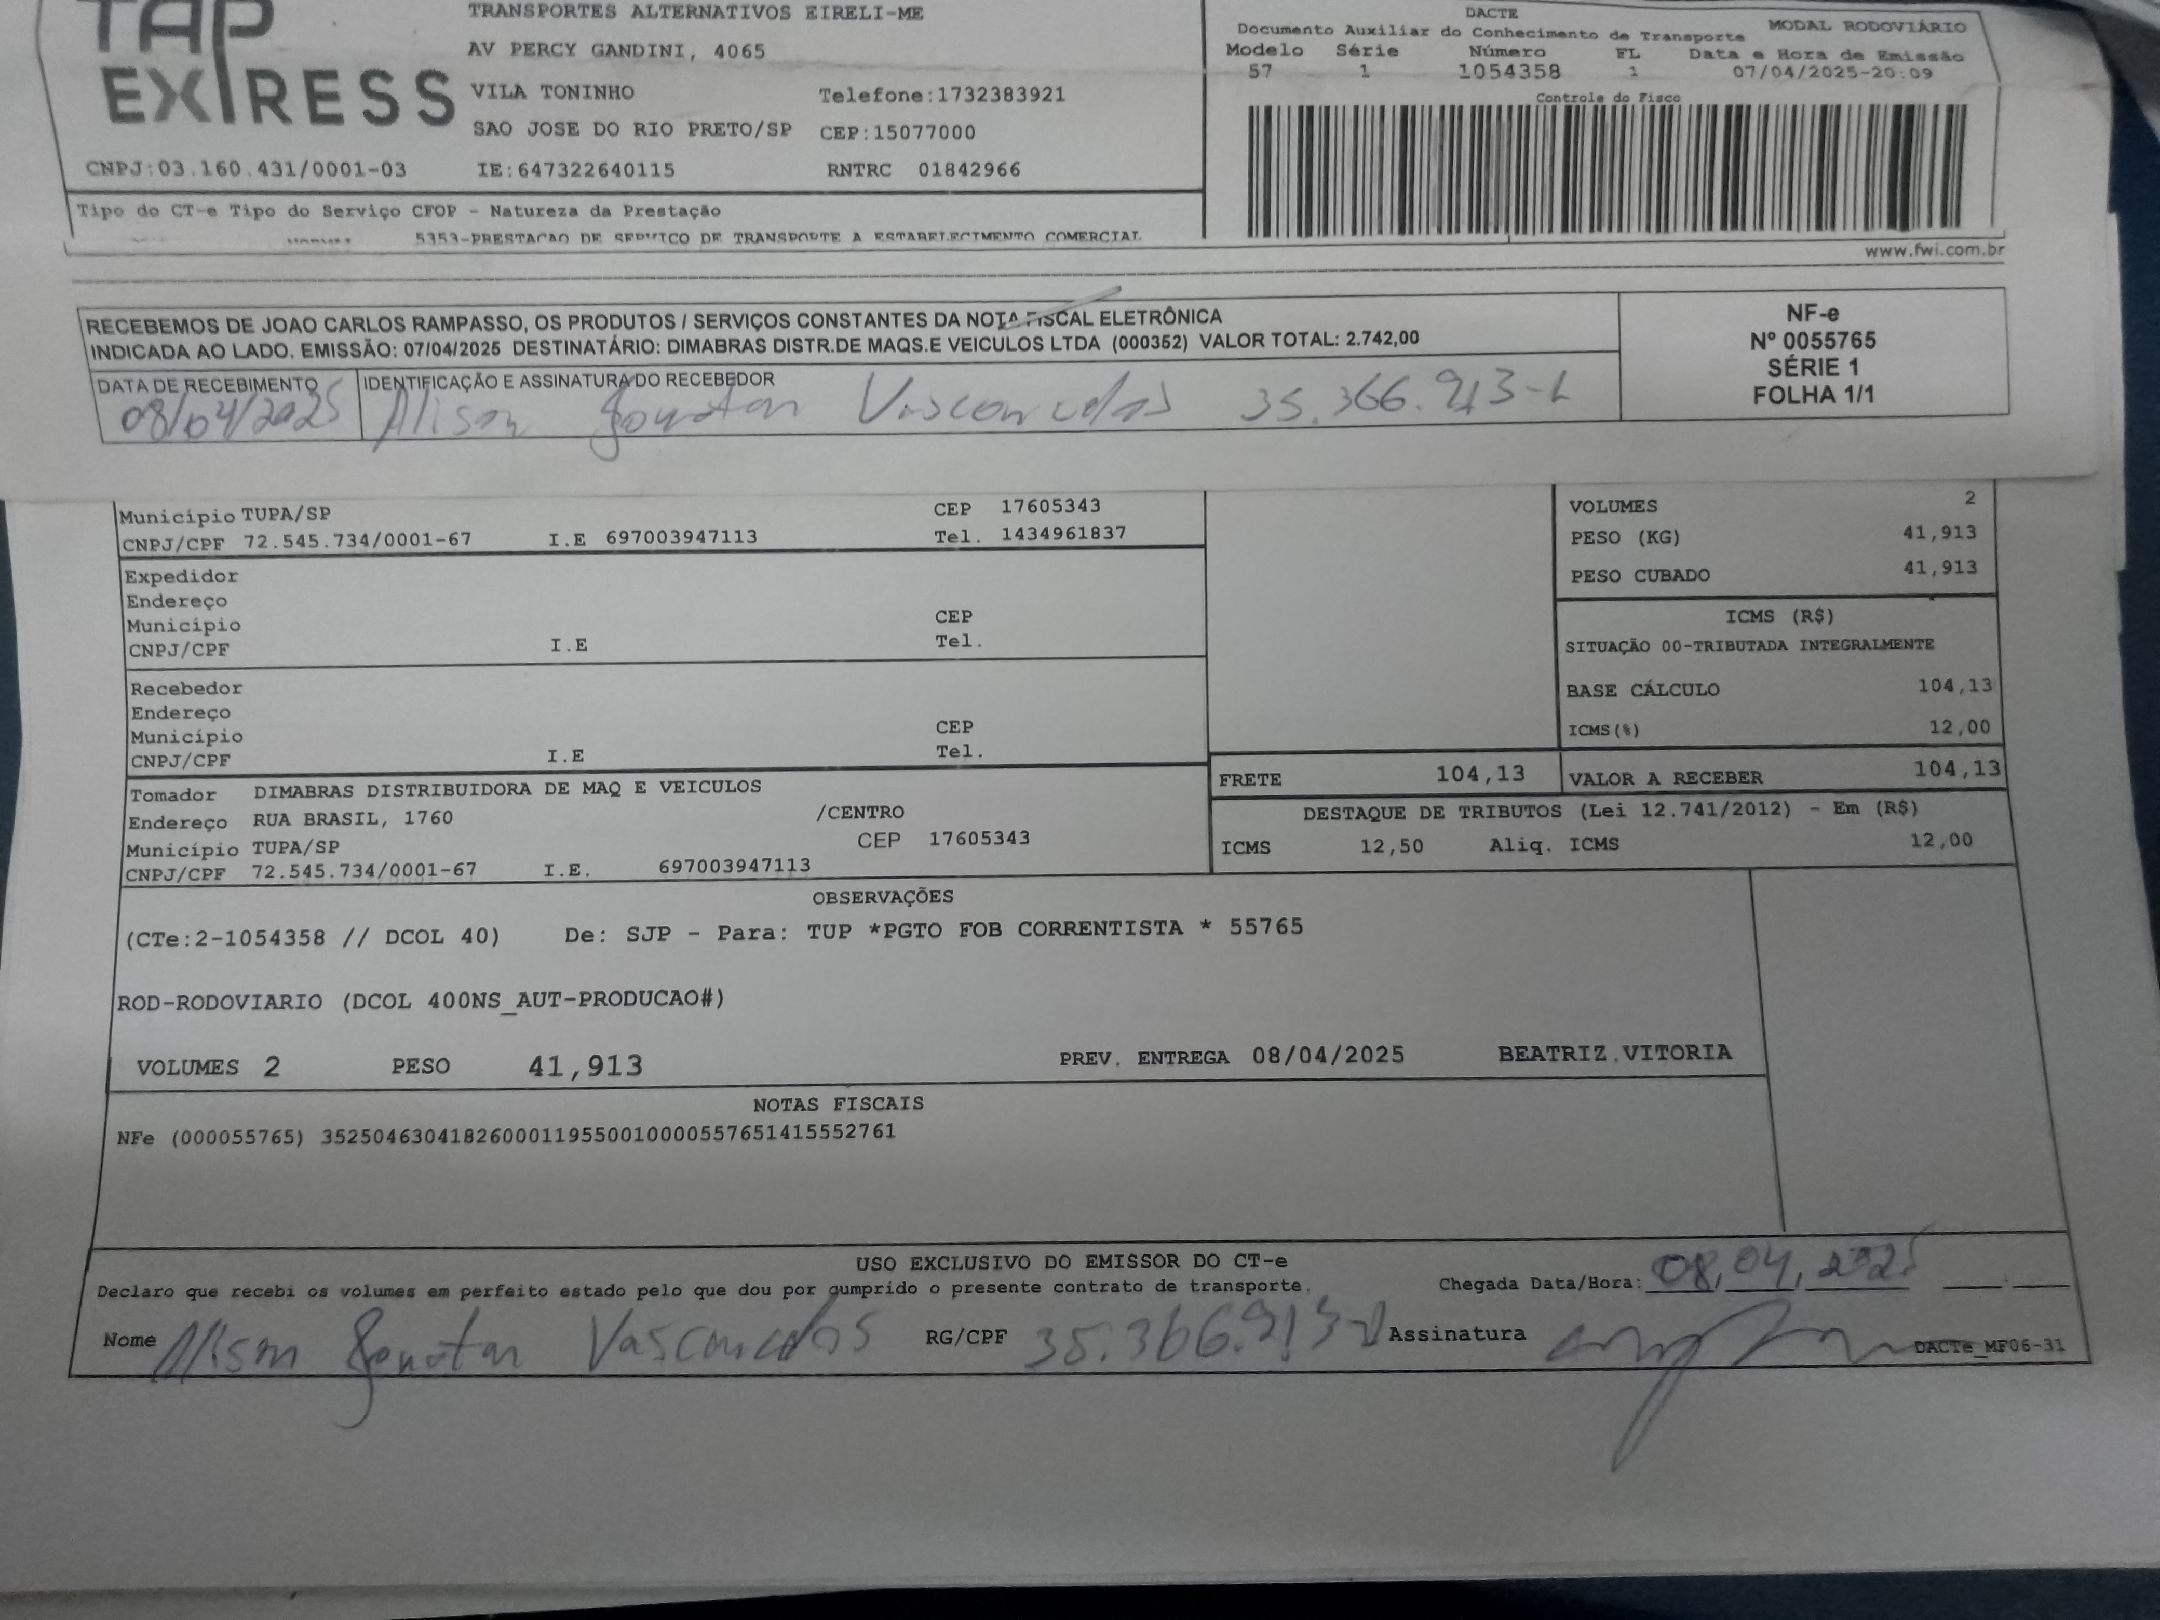 TAP EXPRESS
TRANSPORTES ALTERNATIVOS EIRELI-ME
AV PERCY GANDINI, 4065
VILA TONINHO Telefone:1732383921
SAO JOSE DO RIO PRETO/SP CEP:15077000
CNPJ:03.160.431/0001-03 IE:647322640115 RNTRC 01842966
Tipo do CT-e Tipo do Serviço CFOP - Natureza da Prestação
5353-PRESTACAO DE SERVICO DE TRANSPORTE A ESTABELECIMENTO COMERCIAL
DACTE
Documento Auxiliar do Conhecimento de Transporte MODAL RODOVIÁRIO
Modelo Série Número FL Data e Hora de Emissão
57 1 1054358 1 07/04/2025-20:09
Controle do Fisco
www.fwi.com.br
RECEBEMOS DE JOAO CARLOS RAMPASSO, OS PRODUTOS / SERVIÇOS CONSTANTES DA NOTA FISCAL ELETRÔNICA
INDICADA AO LADO. EMISSÃO: 07/04/2025 DESTINATÁRIO: DIMABRAS DISTR.DE MAQS.E VEICULOS LTDA (000352) VALOR TOTAL: 2.742,00
DATA DE RECEBIMENTO IDENTIFICAÇÃO E ASSINATURA DO RECEBEDOR
08/04/2025 Alison Jonatan Vasconcelos 35.366.913-
NF-e
Nº 0055765
SÉRIE 1
FOLHA 1/1
Município TUPA/SP CEP 17605343
CNPJ/CPF 72.545.734/0001-67 I.E 697003947113 Tel. 1434961837
Expedidor
Endereço
Município CEP
CNPJ/CPF I.E Tel.
Recebedor
Endereço
Município CEP
CNPJ/CPF I.E Tel.
Tomador DIMABRAS DISTRIBUIDORA DE MAQ E VEICULOS
Endereço RUA BRASIL, 1760 /CENTRO
Município TUPA/SP CEP 17605343
CNPJ/CPF 72.545.734/0001-67 I.E. 697003947113
VOLUMES 2
PESO (KG) 41,913
PESO CUBADO 41,913
ICMS (R$)
SITUAÇÃO 00-TRIBUTADA INTEGRALMENTE
BASE CÁLCULO 104,13
ICMS(%) 12,00
FRETE 104,13 VALOR A RECEBER 104,13
DESTAQUE DE TRIBUTOS (Lei 12.741/2012) - Em (R$)
ICMS 12,50 Aliq. ICMS 12,00
OBSERVAÇÕES
(CTe:2-1054358 // DCOL 40) De: SJP - Para: TUP *PGTO FOB CORRENTISTA * 55765
ROD-RODOVIARIO (DCOL 400NS_AUT-PRODUCAO#)
VOLUMES 2 PESO 41,913 PREV. ENTREGA 08/04/2025 BEATRIZ.VITORIA
NOTAS FISCAIS
NFe (000055765) 35250463041826000119550010000557651415552761
USO EXCLUSIVO DO EMISSOR DO CT-e
Declaro que recebi os volumes em perfeito estado pelo que dou por cumprido o presente contrato de transporte. Chegada Data/Hora: 08,04,2025
Nome Alison Jonatan Vasconcelos RG/CPF 35.366.913- Assinatura
DACTe_MF06-31